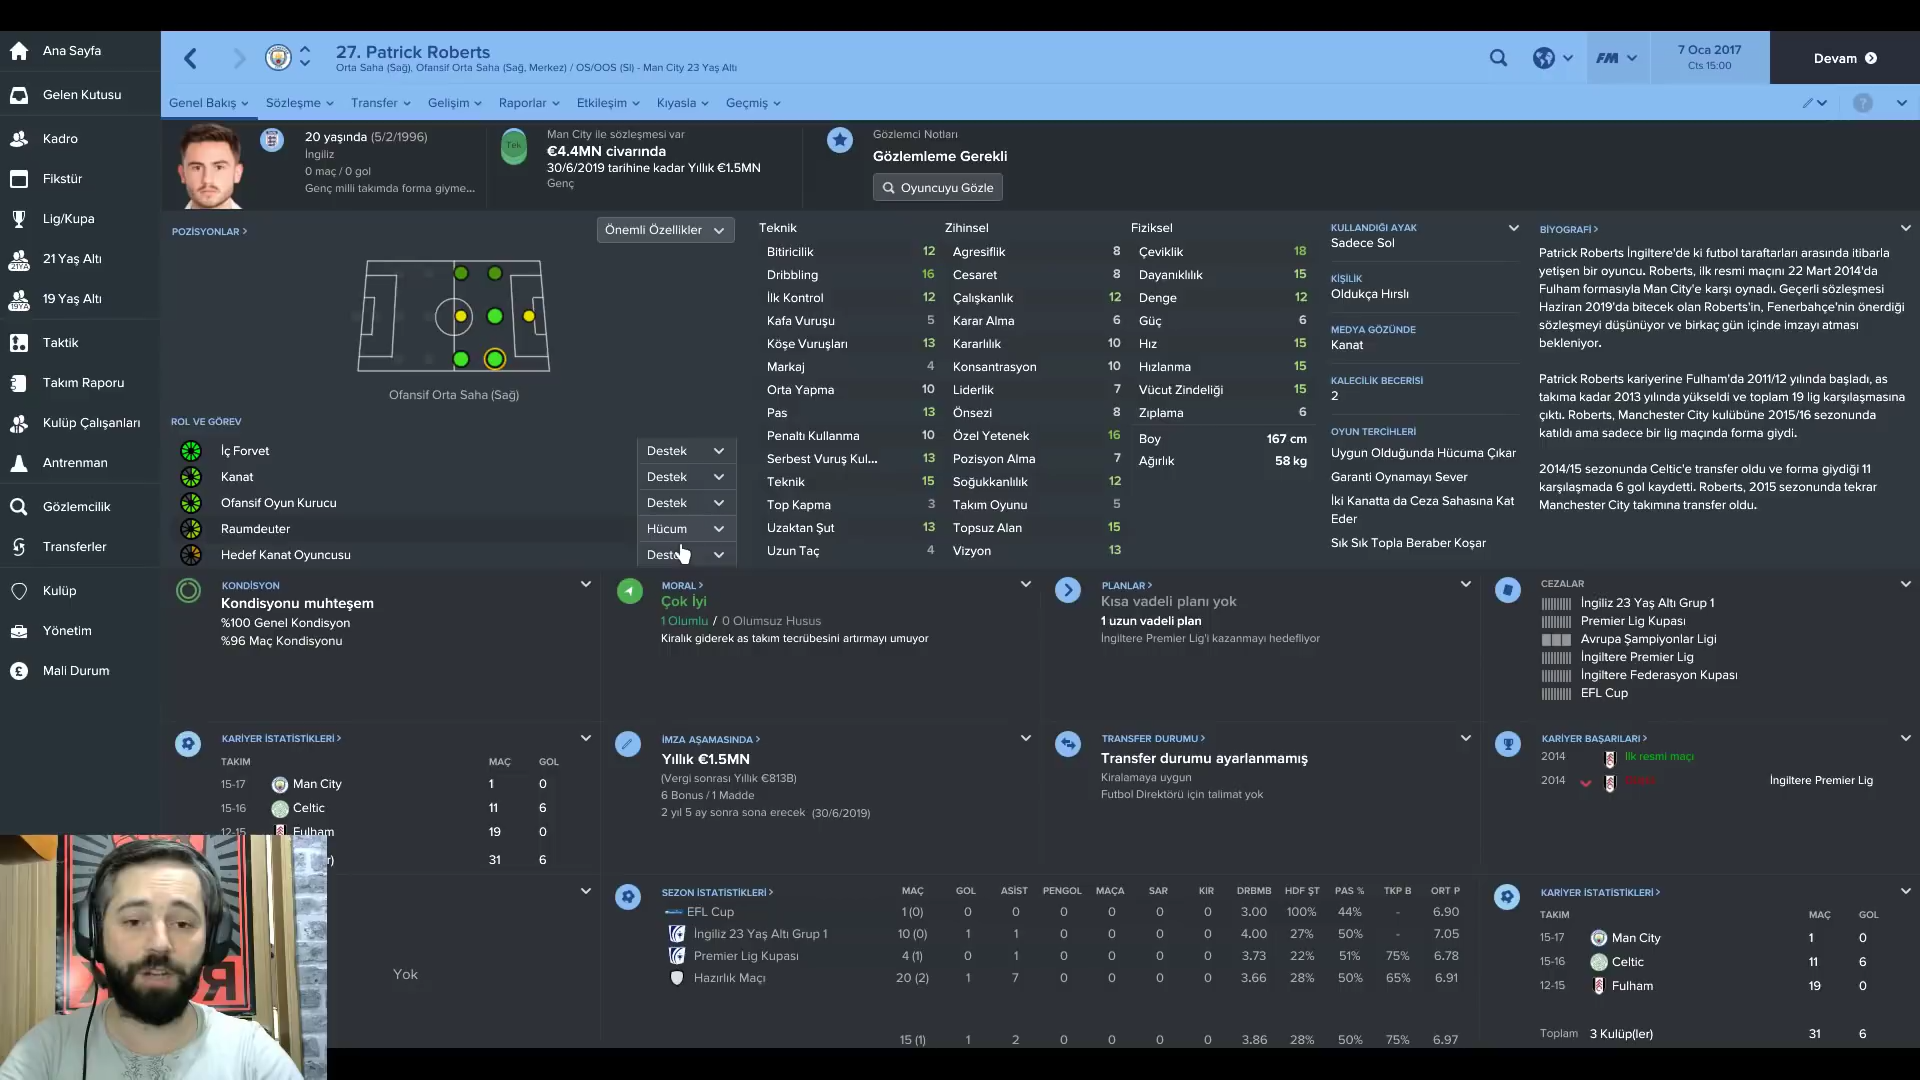 Ana Sayfa
Gelen Kutusu
Kadro
Fikstür
Lig/Kupa
21YA
21 Yaş Altı
19YA
19 Yaş Altı
Taktik
Takım Raporu
Kulüp Çalışanları
Antrenman
Gözlemcilik
Transferler
Kulüp
Yönetim
Mali Durum
27. Patrick Roberts
Orta Saha (Sağ), Ofansif Orta Saha (Sağ, Merkez) / OS/OOS (Sl) - Man City 23 Yaş Altı
FM
7 Oca 2017
Cts 15:00
Devam
Genel Bakış
Sözleşme
Transfer
Gelişim
Raporlar
Etkileşim
Kıyasla
Geçmiş
20 yaşında (5/2/1996)
İngiliz
0 maç / 0 gol
Genç milli takımda forma giyme...
Tek
Man City ile sözleşmesi var
€4.4MN civarında
30/6/2019 tarihine kadar Yıllık €1.5MN
Genç
Gözlemci Notları
Gözlemleme Gerekli
Oyuncuyu Gözle
POZİSYONLAR >
Önemli Özellikler
Ofansif Orta Saha (Sağ)
ROL VE GÖREV
İç Forvet Destek
Kanat Destek
Ofansif Oyun Kurucu Destek
Raumdeuter Hücum
Hedef Kanat Oyuncusu
Teknik
Bitiricilik 12
Dribbling 16
İlk Kontrol 12
Kafa Vuruşu 5
Köşe Vuruşları 13
Markaj 4
Orta Yapma 10
Pas 13
Penaltı Kullanma 10
Serbest Vuruş Kul... 13
Teknik 15
Top Kapma 3
Uzaktan Şut 13
Uzun Taç 4
Zihinsel
Agresiflik 8
Cesaret 8
Çalışkanlık 12
Karar Alma 6
Kararlılık 10
Konsantrasyon 10
Liderlik 7
Önsezi 8
Özel Yetenek 16
Pozisyon Alma 7
Soğukkanlılık 12
Takım Oyunu 5
Topsuz Alan 15
Vizyon 13
Fiziksel
Çeviklik 18
Dayanıklılık 15
Denge 12
Güç 6
Hız 15
Hızlanma 15
Vücut Zindeliği 15
Zıplama 6
Boy 167 cm
Ağırlık 58 kg
KULLANDIĞI AYAK
Sadece Sol
KİŞİLİK
Oldukça Hırslı
MEDYA GÖZÜNDE
Kanat
KALECİLİK BECERİSİ
2
OYUN TERCİHLERİ
Uygun Olduğunda Hücuma Çıkar
Garanti Oynamayı Sever
İki Kanatta da Ceza Sahasına Kat
Eder
Sık Sık Topla Beraber Koşar
BİYOGRAFİ >
Patrick Roberts İngiltere'de ki futbol taraftarları arasında itibarla
yetişen bir oyuncu. Roberts, ilk resmi maçını 22 Mart 2014'da
Fulham formasıyla Man City'e karşı oynadı. Geçerli sözleşmesi
Haziran 2019'da bitecek olan Roberts'in, Fenerbahçe'nin önerdiği
sözleşmeyi düşünüyor ve birkaç gün içinde imzayı atması
bekleniyor.
Patrick Roberts kariyerine Fulham'da 2011/12 yılında başladı, as
takıma kadar 2013 yılında yükseldi ve toplam 19 lig karşılaşmasına
çıktı. Roberts, Manchester City kulübüne 2015/16 sezonunda
katıldı ama sadece bir lig maçında forma giydi.
2014/15 sezonunda Celtic'e transfer oldu ve forma giydiği 11
karşılaşmada 6 gol kaydetti. Roberts, 2015 sezonunda tekrar
Manchester City takımına transfer oldu.
KONDİSYON
Kondisyonu muhteşem
%100 Genel Kondisyon
%96 Maç Kondisyonu
MORAL >
Çok İyi
1 Olumlu / 0 Olumsuz Husus
Kiralık giderek as takım tecrübesini artırmayı umuyor
PLANLAR >
Kısa vadeli planı yok
1 uzun vadeli plan
İngiltere Premier Lig'i kazanmayı hedefliyor
CEZALAR
İngiliz 23 Yaş Altı Grup 1
Premier Lig Kupası
Avrupa Şampiyonlar Ligi
İngiltere Premier Lig
İngiltere Federasyon Kupası
EFL Cup
KARİYER İSTATİSTİKLERİ >
TAKIM MAÇ GOL
15-17 Man City 1 0
15-16 Celtic 11 6
12-15 Fulham 19 0
r) 31 6
İMZA AŞAMASINDA >
Yıllık €1.5MN
(Vergi sonrası Yıllık €813B)
6 Bonus / 1 Madde
2 yıl 5 ay sonra sona erecek (30/6/2019)
TRANSFER DURUMU >
Transfer durumu ayarlanmamış
Kiralamaya uygun
Futbol Direktörü için talimat yok
KARİYER BAŞARILARI >
2014 İlk resmi maçı
2014 İngiltere Premier Lig
Yok
SEZON İSTATİSTİKLERİ > MAÇ GOL ASİST PENGOL MAÇA SAR KIR DRBMB HDF ŞT PAS % TKP B ORT P
EFL Cup 1 (0) 0 0 0 0 0 0 3.00 100% 44% - 6.90
İngiliz 23 Yaş Altı Grup 1 10 (0) 1 1 0 0 0 0 4.00 27% 50% - 7.05
Premier Lig Kupası 4 (1) 0 1 0 0 0 0 3.73 22% 51% 75% 6.78
Hazırlık Maçı 20 (2) 1 7 0 0 0 0 3.66 28% 50% 65% 6.91
15 (1) 1 2 0 0 0 0 3.86 28% 50% 75% 6.97
KARİYER İSTATİSTİKLERİ >
TAKIM MAÇ GOL
15-17 Man City 1 0
15-16 Celtic 11 6
12-15 Fulham 19 0
Toplam 3 Kulüp(ler) 31 6